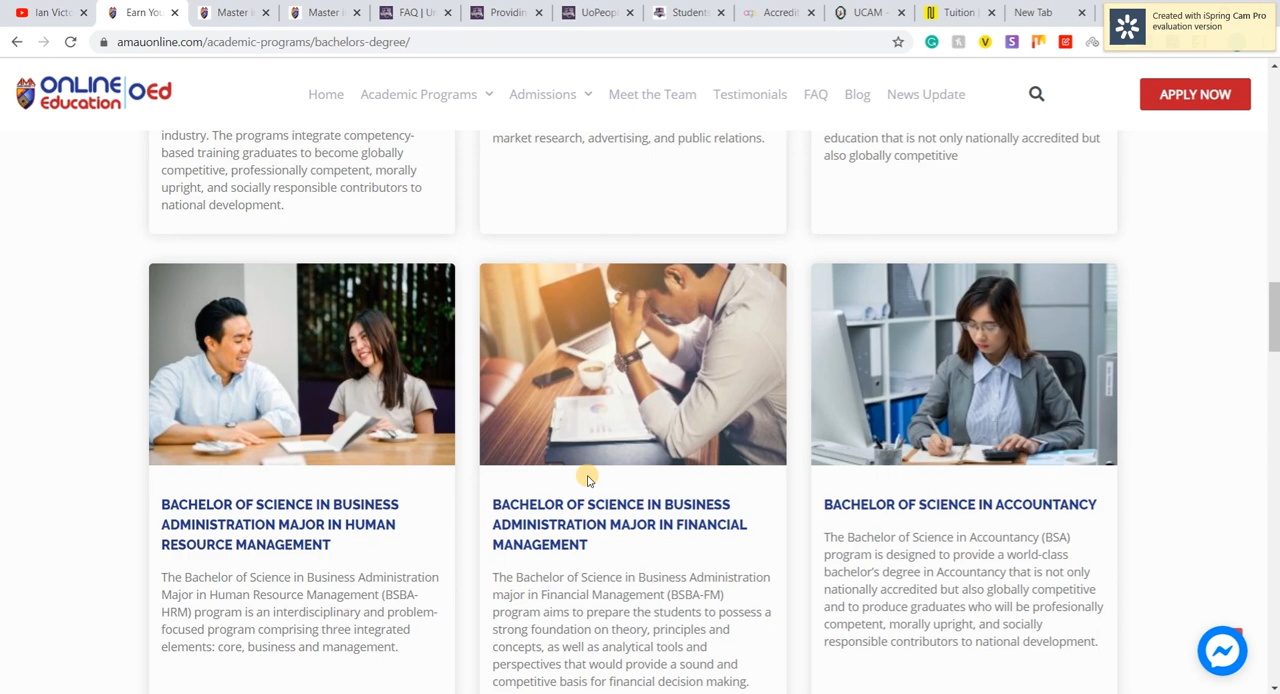 Ian Victo
Earn You
Master i
Master i
FAQ | U
Providin
UoPeopl
Students
Accredit
UCAM -
Tuition
New Tab
Created with iSpring Cam Pro
evaluation version
amauonline.com/academic-programs/bachelors-degree/
ONLINE
Education
OEd
Home
Academic Programs
Admissions
Meet the Team
Testimonials
FAQ
Blog
News Update
APPLY NOW
industry. The programs integrate competency-
based training graduates to become globally
competitive, professionally competent, morally
upright, and socially responsible contributors to
national development.
market research, advertising, and public relations.
education that is not only nationally accredited but
also globally competitive
BACHELOR OF SCIENCE IN BUSINESS
ADMINISTRATION MAJOR IN HUMAN
RESOURCE MANAGEMENT
The Bachelor of Science in Business Administration
Major in Human Resource Management (BSBA-
HRM) program is an interdisciplinary and problem-
focused program comprising three integrated
elements: core, business and management.
BACHELOR OF SCIENCE IN BUSINESS
ADMINISTRATION MAJOR IN FINANCIAL
MANAGEMENT
The Bachelor of Science in Business Administration
major in Financial Management (BSBA-FM)
program aims to prepare the students to possess a
strong foundation on theory, principles and
concepts, as well as analytical tools and
perspectives that would provide a sound and
competitive basis for financial decision making.
BACHELOR OF SCIENCE IN ACCOUNTANCY
The Bachelor of Science in Accountancy (BSA)
program is designed to provide a world-class
bachelor's degree in Accountancy that is not only
nationally accredited but also globally competitive
and to produce graduates who will be profesionally
competent, morally upright, and socially
responsible contributors to national development.